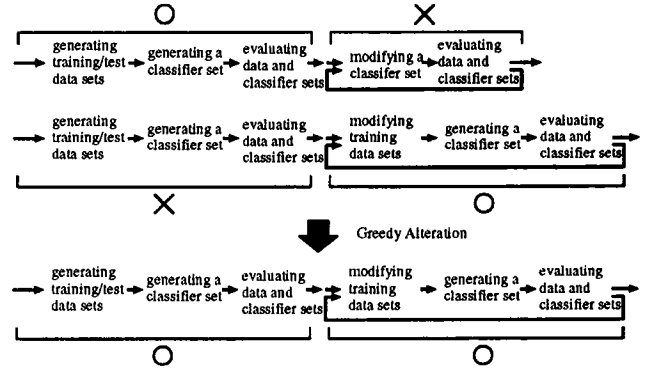 generating training/test data sets
generating a classifier set
evaluating data and classifier sets
modifying a classifer set
evaluating data and classifier sets
generating training/test data sets
generating a classifier set
evaluating data and classifier sets
modifying training data sets
generating a classifier set
evaluating data and classifier sets
Greedy Alteration
generating training/test data sets
generating a classifier set
evaluating data and classifier sets
modifying training data sets
generating a classifier set
evaluating data and classifier sets